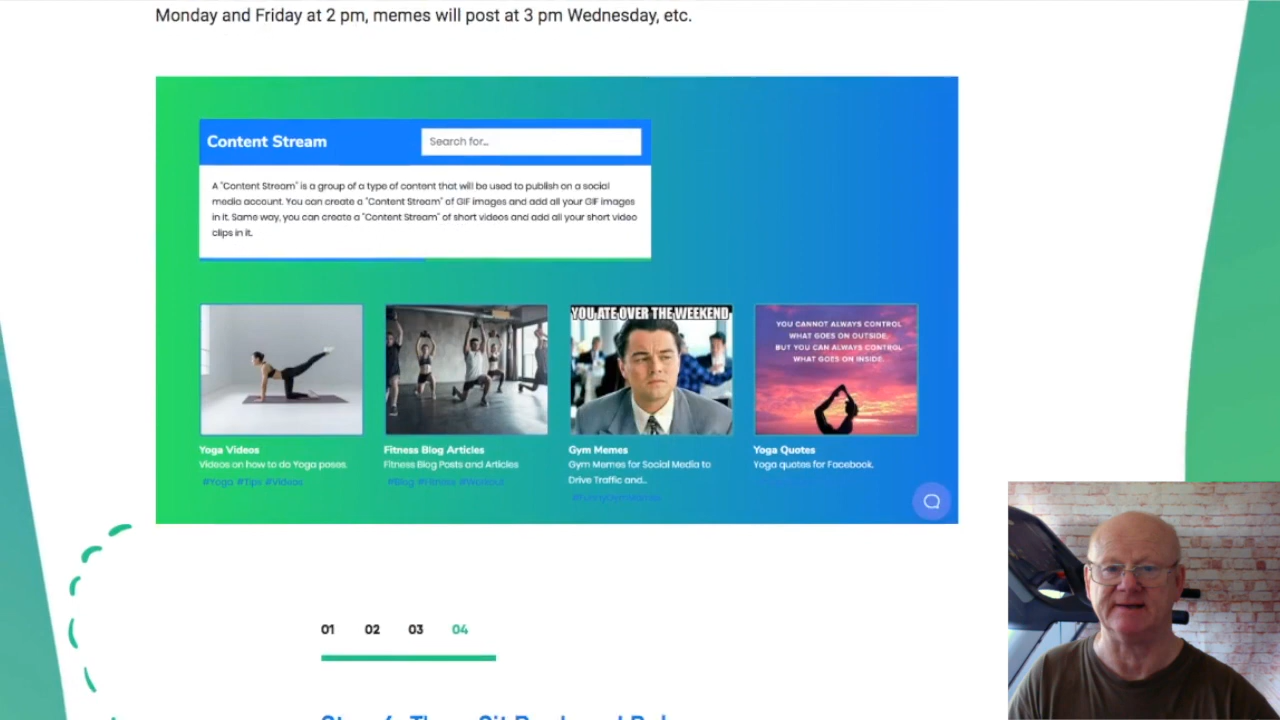 Monday and Friday at 2 pm, memes will post at 3 pm Wednesday, etc.
Content Stream
Search for...
A "Content Stream" is a group of a type of content that will be used to publish on a social
media account. You can create a "Content Stream" of GIF images and add all your GIF images
in it. Same way, you can create a "Content Stream" of short videos and add all your short video
clips in it.
YOU ATE OVER THE WEEKEND
YOU CANNOT ALWAYS CONTROL
WHAT GOES ON OUTSIDE.
BUT YOU CAN ALWAYS CONTROL
WHAT GOES ON INSIDE.
Yoga Videos
Videos on how to do Yoga poses.
#Yoga #Tips #Videos
Fitness Blog Articles
Fitness Blog Posts and Articles
#Blog #Fitness #Workout
Gym Memes
Gym Memes for Social Media to
Drive Traffic and...
Yoga Quotes
Yoga quotes for Facebook.
01 02 03 04